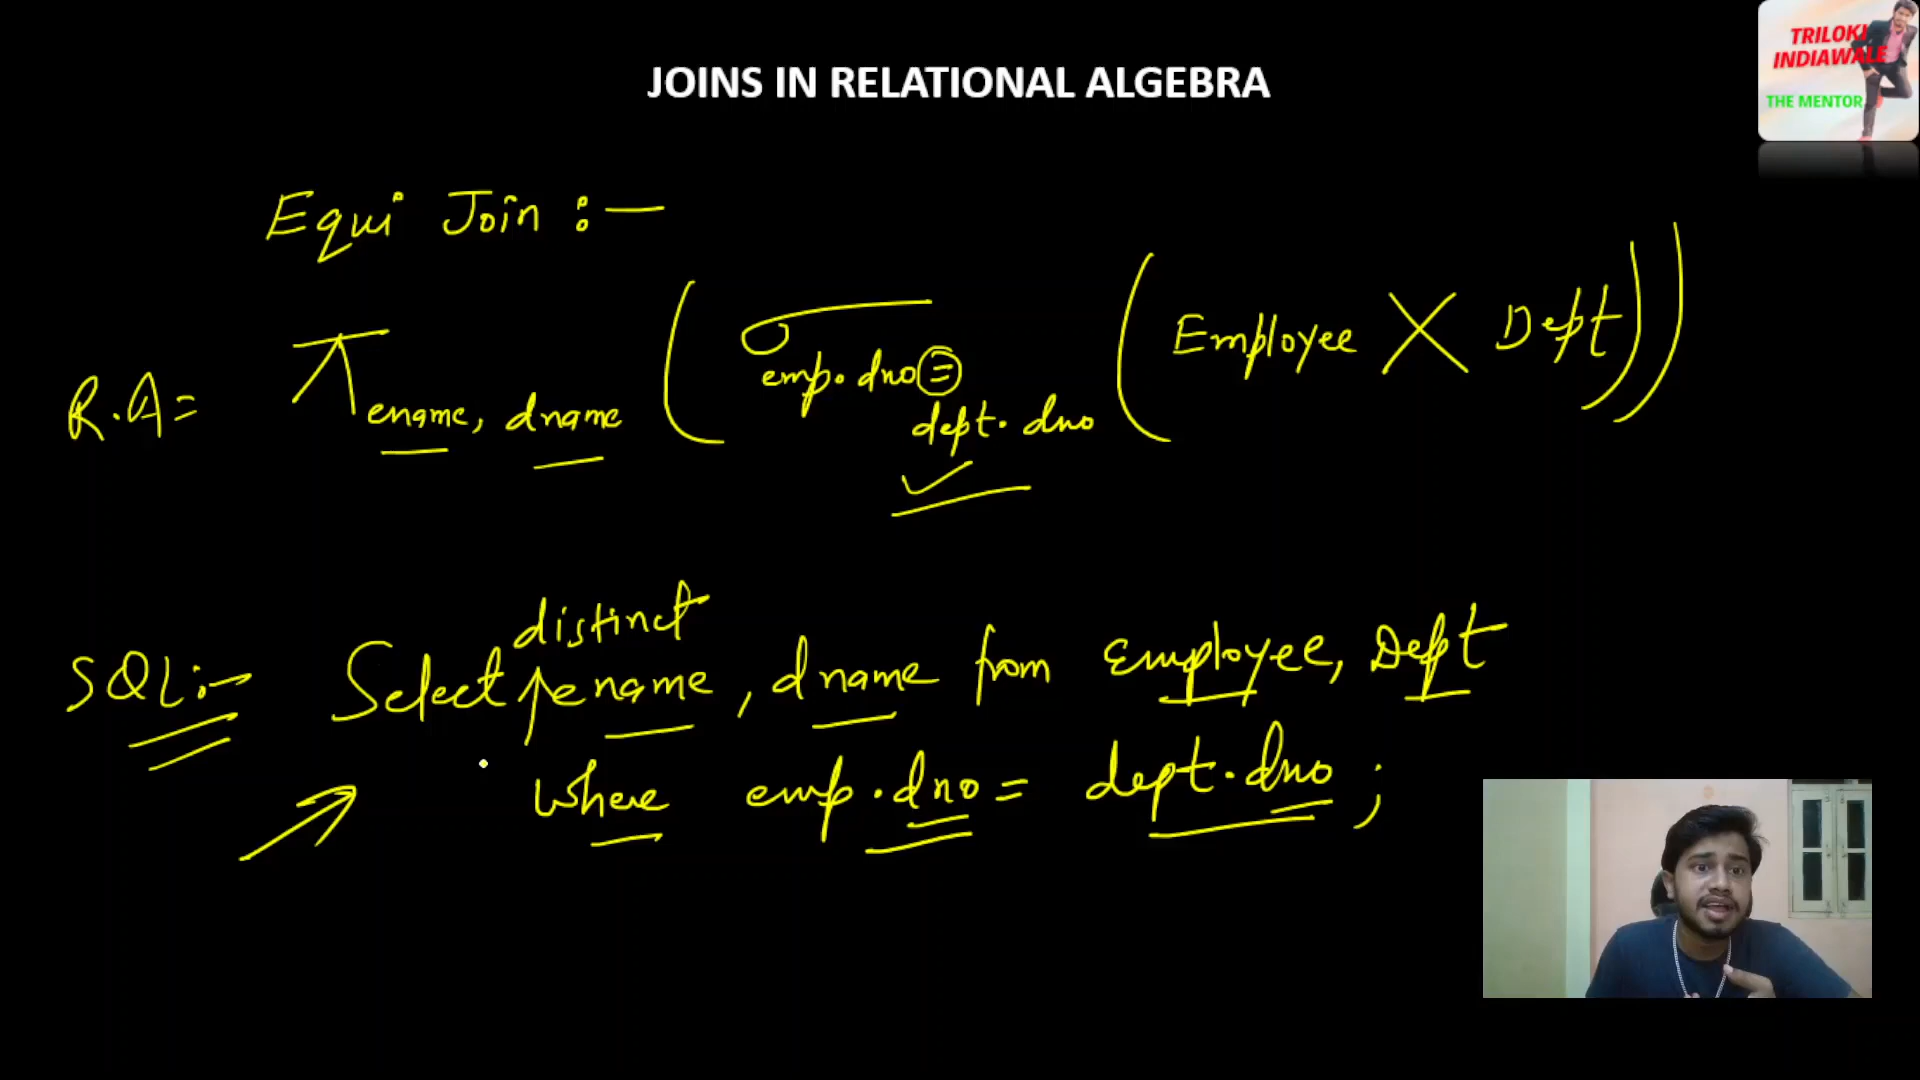 JOINS IN RELATIONAL ALGEBRA
TRILOKI
INDIAWALE
THE MENTOR
Equi Join :-
R.A = π ename, dname ( σ emp.dno = dept.dno ( Employee X Dept ) )
SQL :- Select distinct ename, dname from Employee, Dept
where emp.dno = dept.dno ;